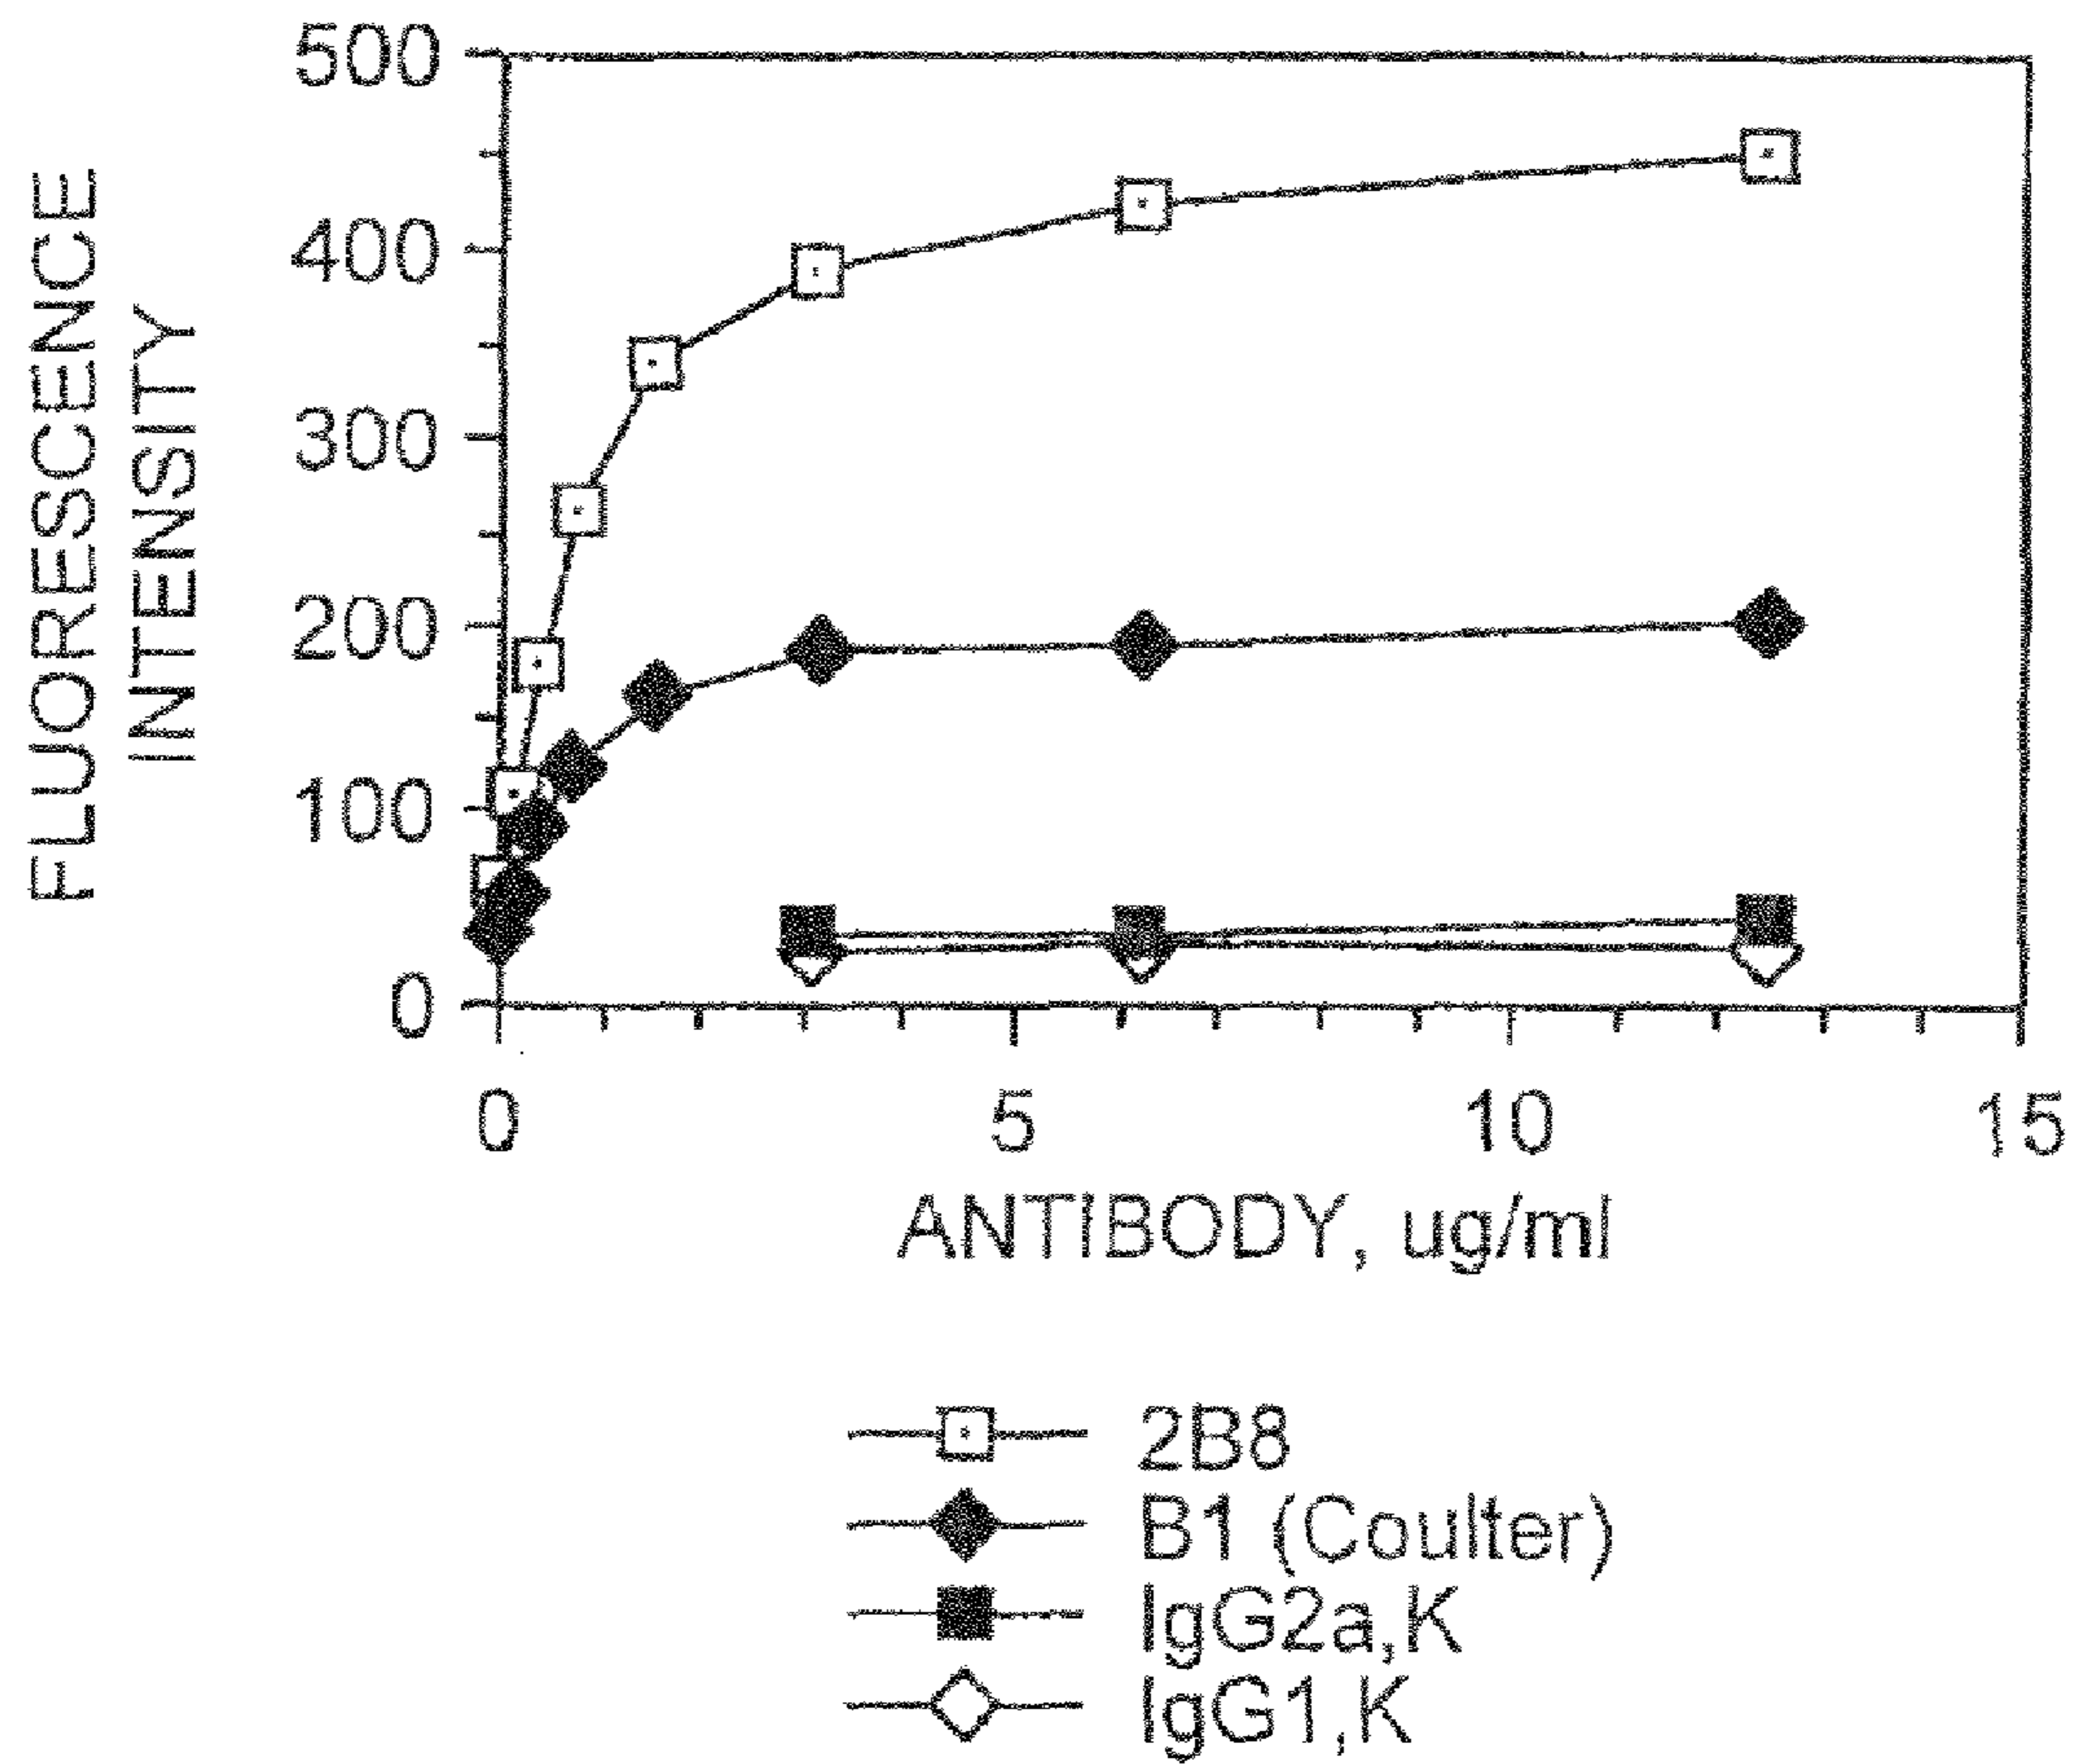 FLUORESCENCE
INTENSITY
500
400
300
200
100
0
0 5 10 15
ANTIBODY, ug/ml
2B8
B1 (Coulter)
IgG2a,K
IgG1,K